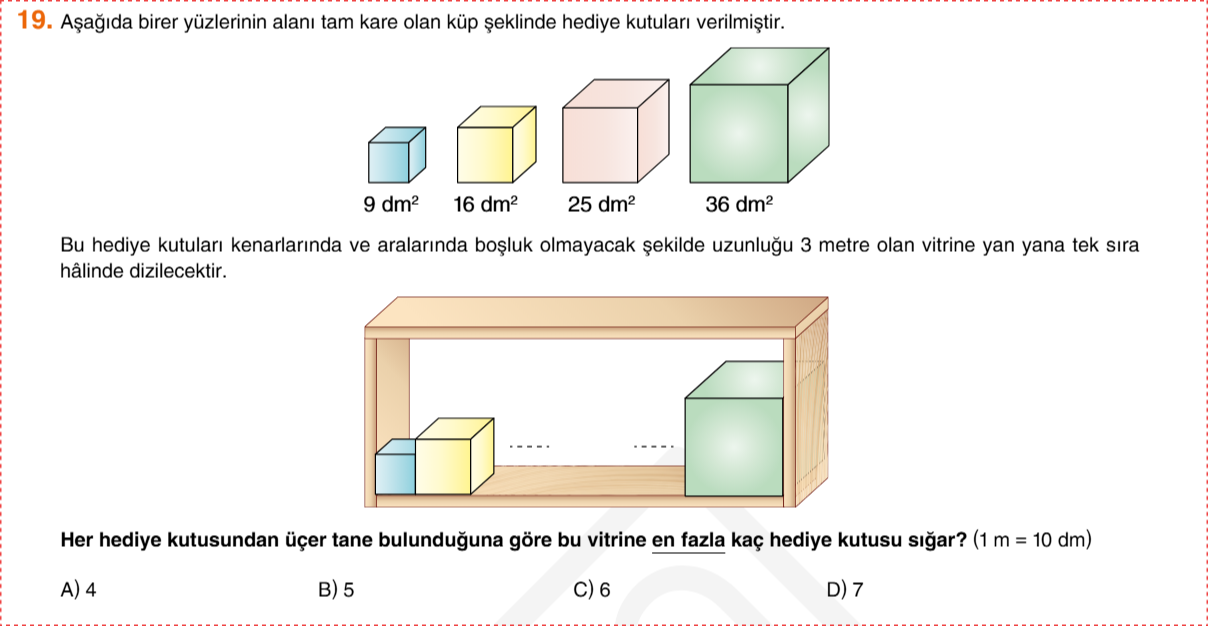 19. Aşağıda birer yüzlerinin alanı tam kare olan küp şeklinde hediye kutuları verilmiştir.
9 dm² 16 dm² 25 dm² 36 dm²
Bu hediye kutuları kenarlarında ve aralarında boşluk olmayacak şekilde uzunluğu 3 metre olan vitrine yan yana tek sıra
hâlinde dizilecektir.
Her hediye kutusundan üçer tane bulunduğuna göre bu vitrine en fazla kaç hediye kutusu sığar? (1 m = 10 dm)
A) 4 B) 5 C) 6 D) 7